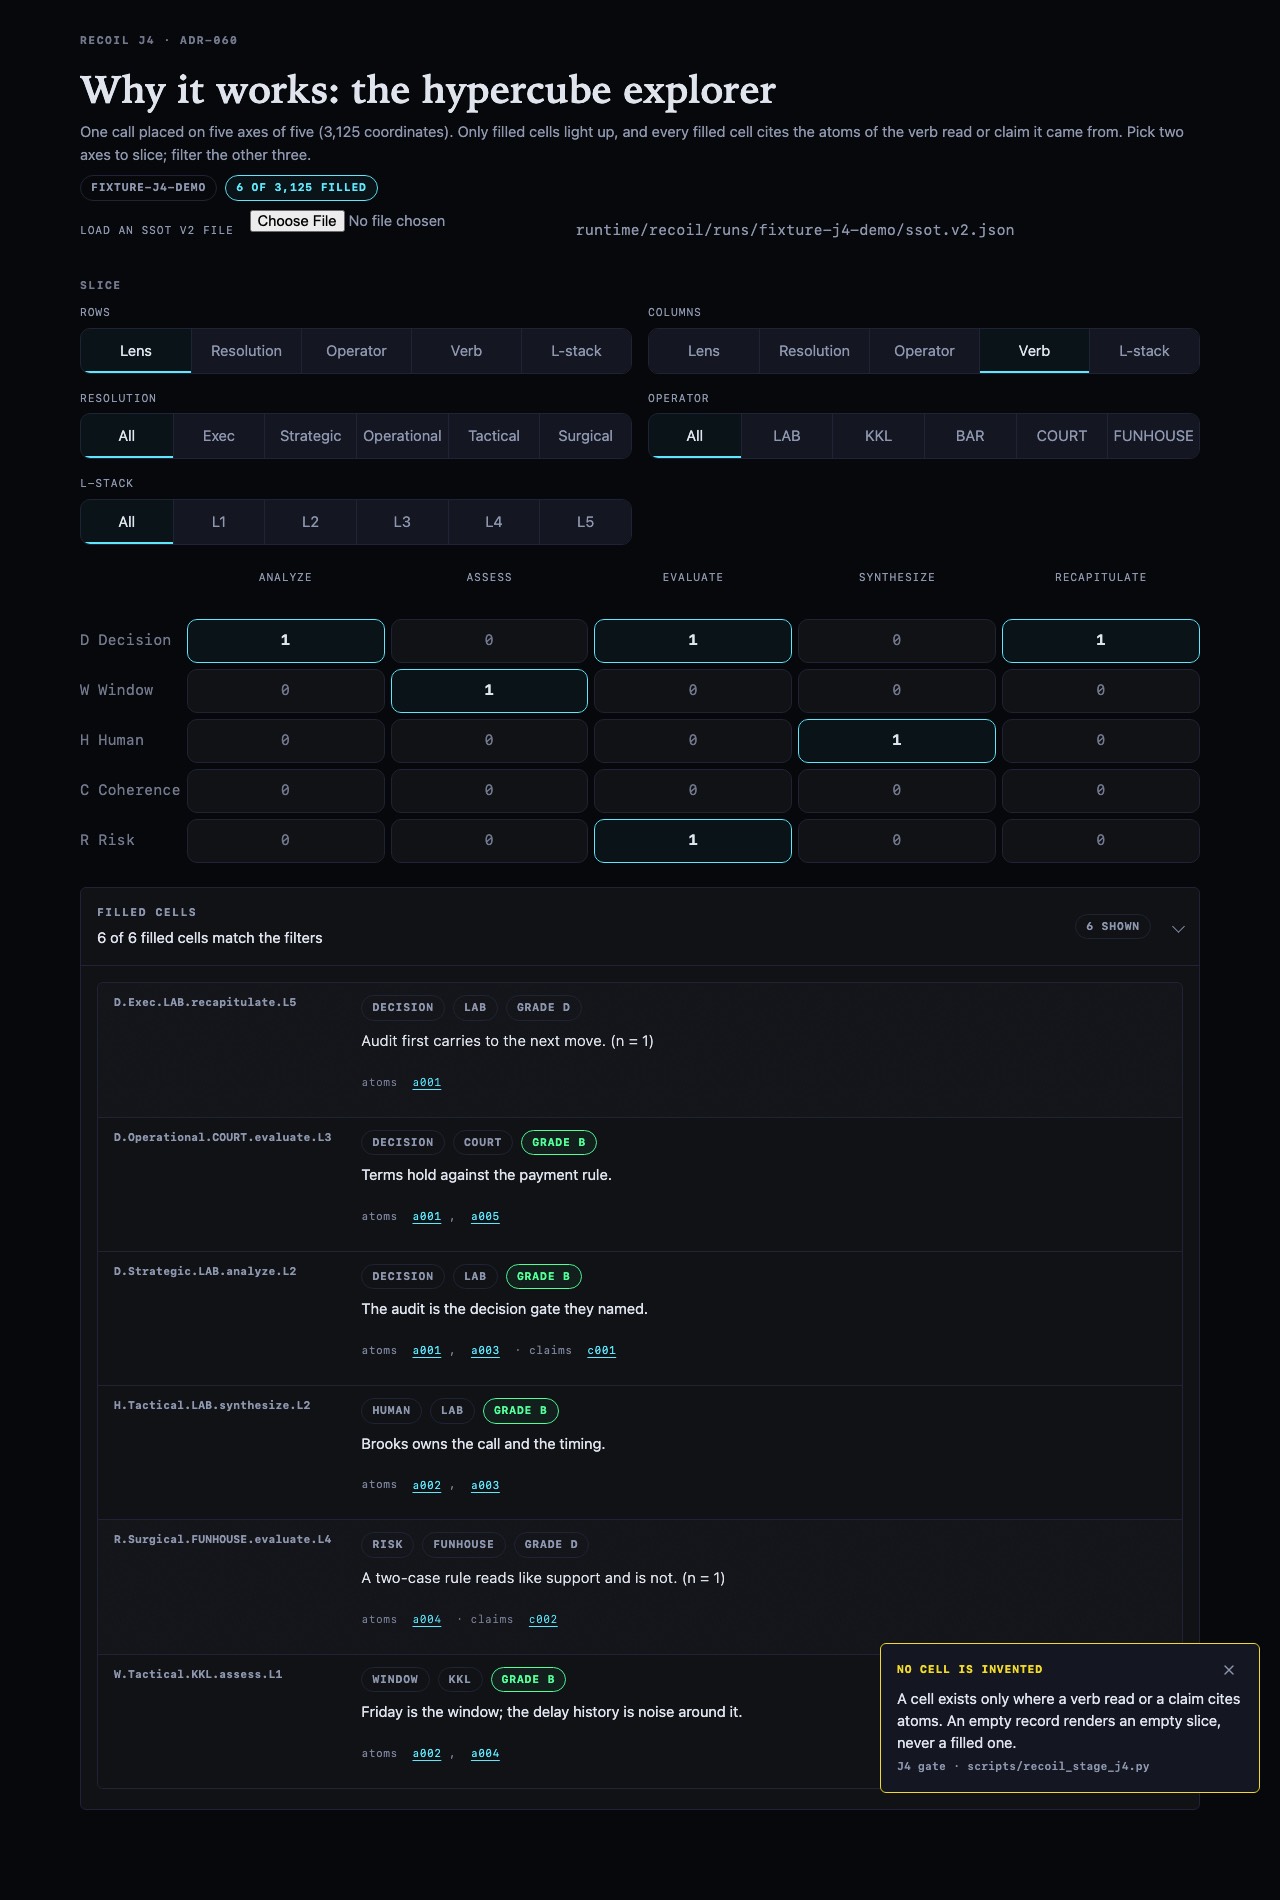 RECOIL J4 · ADR-060
Why it works: the hypercube explorer
One call placed on five axes of five (3,125 coordinates). Only filled cells light up, and every filled cell cites the atoms of the verb read or claim it came from. Pick two
axes to slice; filter the other three.
FIXTURE-J4-DEMO 6 OF 3,125 FILLED
LOAD AN SSOT V2 FILE Choose File No file chosen runtime/recoil/runs/fixture-j4-demo/ssot.v2.json
SLICE
ROWS COLUMNS
Lens Resolution Operator Verb L-stack Lens Resolution Operator Verb L-stack
RESOLUTION OPERATOR
All Exec Strategic Operational Tactical Surgical All LAB KKL BAR COURT FUNHOUSE
L-STACK
All L1 L2 L3 L4 L5
ANALYZE ASSESS EVALUATE SYNTHESIZE RECAPITULATE
D Decision 1 0 1 0 1
W Window 0 1 0 0 0
H Human 0 0 0 1 0
C Coherence 0 0 0 0 0
R Risk 0 0 1 0 0
FILLED CELLS
6 of 6 filled cells match the filters
6 SHOWN
D.Exec.LAB.recapitulate.L5 DECISION LAB GRADE D
Audit first carries to the next move. (n = 1)
atoms a001
D.Operational.COURT.evaluate.L3 DECISION COURT GRADE B
Terms hold against the payment rule.
atoms a001 , a005
D.Strategic.LAB.analyze.L2 DECISION LAB GRADE B
The audit is the decision gate they named.
atoms a001 , a003 · claims c001
H.Tactical.LAB.synthesize.L2 HUMAN LAB GRADE B
Brooks owns the call and the timing.
atoms a002 , a003
R.Surgical.FUNHOUSE.evaluate.L4 RISK FUNHOUSE GRADE D
A two-case rule reads like support and is not. (n = 1)
atoms a004 · claims c002
W.Tactical.KKL.assess.L1 WINDOW KKL GRADE B
Friday is the window; the delay history is noise around it.
atoms a002 , a004
NO CELL IS INVENTED ×
A cell exists only where a verb read or a claim cites
atoms. An empty record renders an empty slice,
never a filled one.
J4 gate · scripts/recoil_stage_j4.py